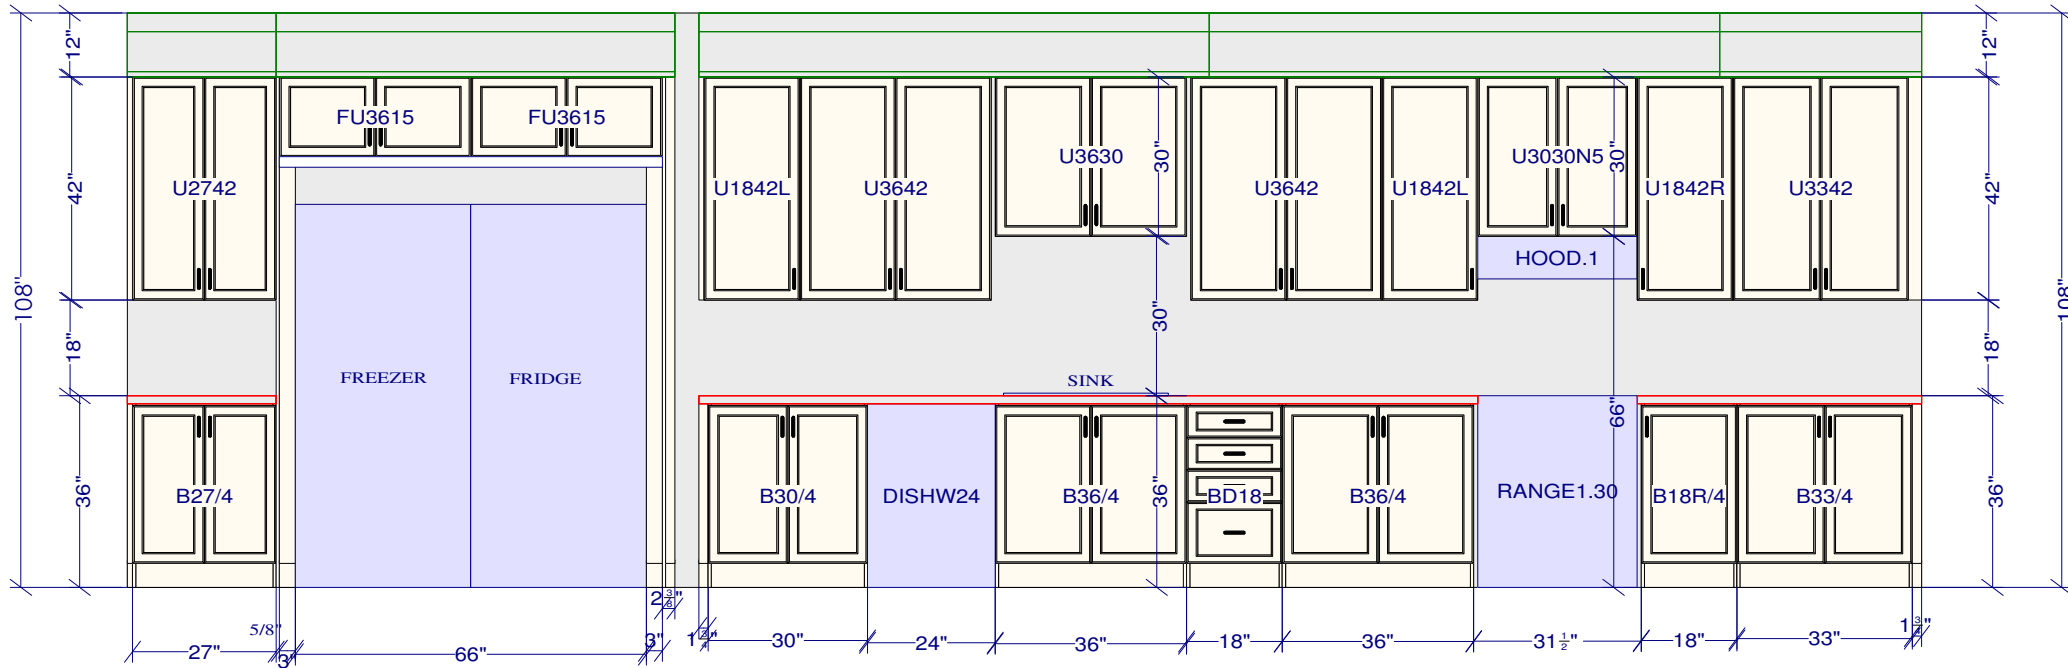 12"
12"
FU3615
FU3615
U3630
30"
U3030N5
30"
U2742
42"
U1842L
U3642
U3642
U1842L
U1842R
U3342
42"
HOOD.1
108"
108"
30"
18"
18"
FREEZER
FRIDGE
SINK
66"
36"
B27/4
B30/4
DISHW24
B36/4
36"
BD18
B36/4
RANGE1.30
B18R/4
B33/4
36"
2 3/8"
5/8"
1 3/4"
1 3/4"
27"
3"
66"
3"
30"
24"
36"
18"
36"
31 1/2"
18"
33"